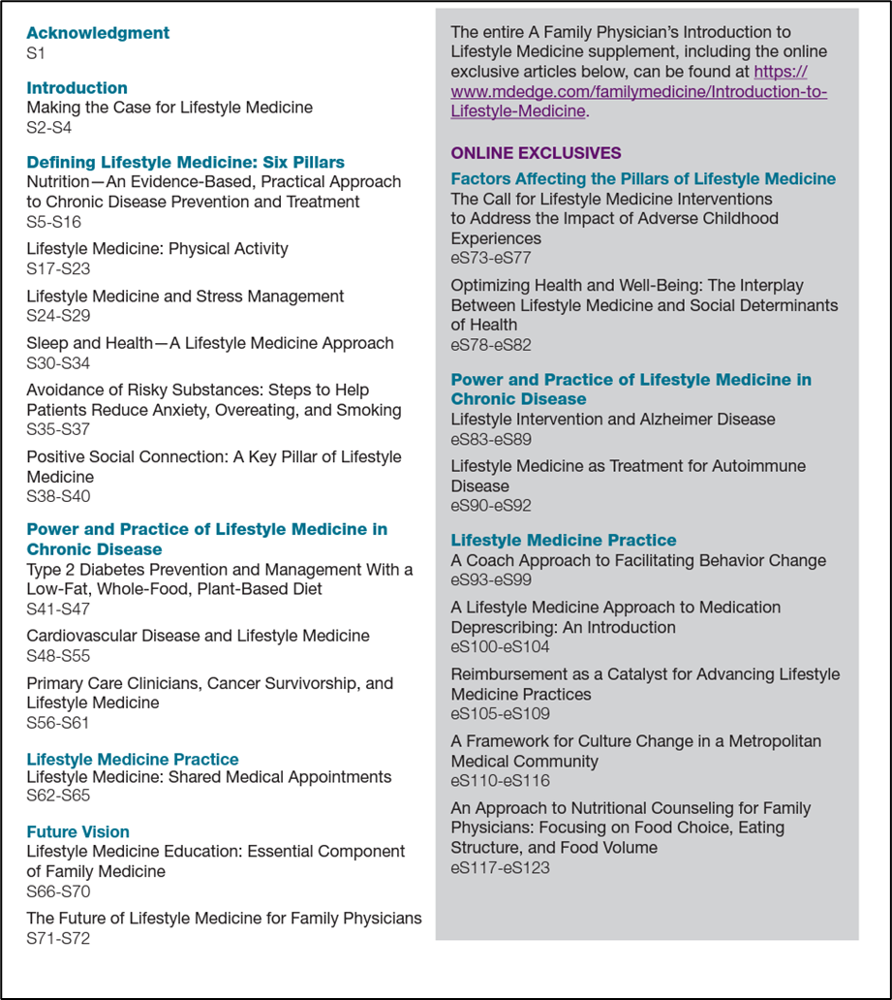 Acknowledgment
S1
Introduction
Making the Case for Lifestyle Medicine
S2-S4
Defining Lifestyle Medicine: Six Pillars
Nutrition—An Evidence-Based, Practical Approach
to Chronic Disease Prevention and Treatment
S5-S16
Lifestyle Medicine: Physical Activity
S17-S23
Lifestyle Medicine and Stress Management
S24-S29
Sleep and Health—A Lifestyle Medicine Approach
S30-S34
Avoidance of Risky Substances: Steps to Help
Patients Reduce Anxiety, Overeating, and Smoking
S35-S37
Positive Social Connection: A Key Pillar of Lifestyle
Medicine
S38-S40
Power and Practice of Lifestyle Medicine in
Chronic Disease
Type 2 Diabetes Prevention and Management With a
Low-Fat, Whole-Food, Plant-Based Diet
S41-S47
Cardiovascular Disease and Lifestyle Medicine
S48-S55
Primary Care Clinicians, Cancer Survivorship, and
Lifestyle Medicine
S56-S61
Lifestyle Medicine Practice
Lifestyle Medicine: Shared Medical Appointments
S62-S65
Future Vision
Lifestyle Medicine Education: Essential Component
of Family Medicine
S66-S70
The Future of Lifestyle Medicine for Family Physicians
S71-S72
The entire A Family Physician's Introduction to
Lifestyle Medicine supplement, including the online
exclusive articles below, can be found at https://
www.mdedge.com/familymedicine/Introduction-to-
Lifestyle-Medicine.
ONLINE EXCLUSIVES
Factors Affecting the Pillars of Lifestyle Medicine
The Call for Lifestyle Medicine Interventions
to Address the Impact of Adverse Childhood
Experiences
eS73-eS77
Optimizing Health and Well-Being: The Interplay
Between Lifestyle Medicine and Social Determinants
of Health
eS78-eS82
Power and Practice of Lifestyle Medicine in
Chronic Disease
Lifestyle Intervention and Alzheimer Disease
eS83-eS89
Lifestyle Medicine as Treatment for Autoimmune
Disease
eS90-eS92
Lifestyle Medicine Practice
A Coach Approach to Facilitating Behavior Change
eS93-eS99
A Lifestyle Medicine Approach to Medication
Deprescribing: An Introduction
eS100-eS104
Reimbursement as a Catalyst for Advancing Lifestyle
Medicine Practices
eS105-eS109
A Framework for Culture Change in a Metropolitan
Medical Community
eS110-eS116
An Approach to Nutritional Counseling for Family
Physicians: Focusing on Food Choice, Eating
Structure, and Food Volume
eS117-eS123